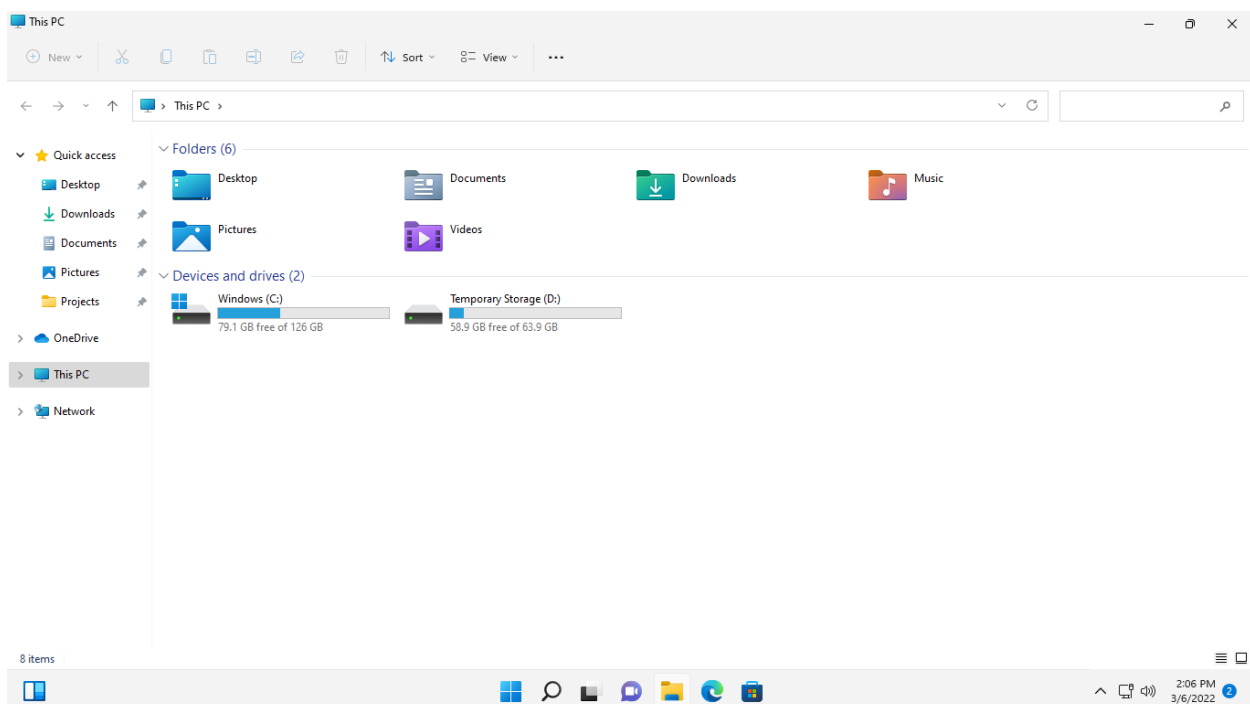 This PC
New
Sort
View
This PC
Quick access
Desktop
Downloads
Documents
Pictures
Projects
OneDrive
This PC
Network
Folders (6)
Desktop
Documents
Downloads
Music
Pictures
Videos
Devices and drives (2)
Windows (C:)
79.1 GB free of 126 GB
Temporary Storage (D:)
58.9 GB free of 63.9 GB
8 items
2:06 PM
3/6/2022
2